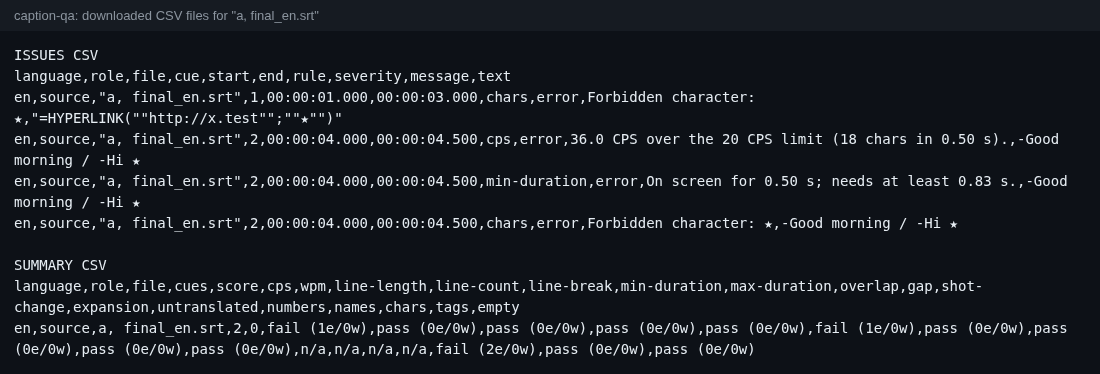 caption-qa: downloaded CSV files for "a, final_en.srt"
ISSUES CSV
language,role,file,cue,start,end,rule,severity,message,text
en,source,"a, final_en.srt",1,00:00:01.000,00:00:03.000,chars,error,Forbidden character:
★,"=HYPERLINK(""http://x.test"";""★"")"
en,source,"a, final_en.srt",2,00:00:04.000,00:00:04.500,cps,error,36.0 CPS over the 20 CPS limit (18 chars in 0.50 s).,-Good
morning / -Hi ★
en,source,"a, final_en.srt",2,00:00:04.000,00:00:04.500,min-duration,error,On screen for 0.50 s; needs at least 0.83 s.,-Good
morning / -Hi ★
en,source,"a, final_en.srt",2,00:00:04.000,00:00:04.500,chars,error,Forbidden character: ★,-Good morning / -Hi ★
SUMMARY CSV
language,role,file,cues,score,cps,wpm,line-length,line-count,line-break,min-duration,max-duration,overlap,gap,shot-
change,expansion,untranslated,numbers,names,chars,tags,empty
en,source,a, final_en.srt,2,0,fail (1e/0w),pass (0e/0w),pass (0e/0w),pass (0e/0w),pass (0e/0w),fail (1e/0w),pass (0e/0w),pass
(0e/0w),pass (0e/0w),pass (0e/0w),n/a,n/a,n/a,n/a,fail (2e/0w),pass (0e/0w),pass (0e/0w)